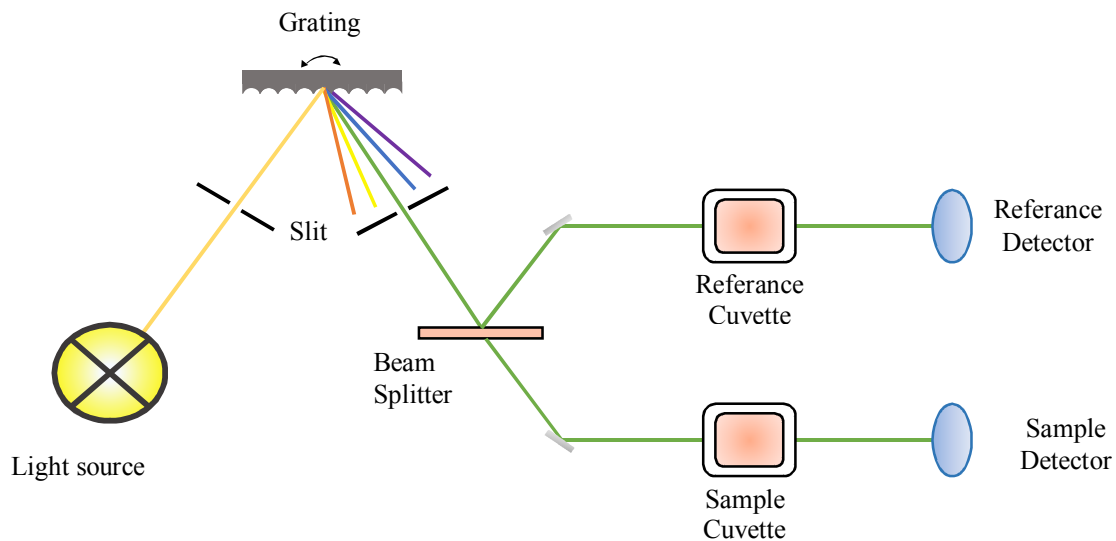 Grating
Slit
Light source
Beam
Splitter
Referance
Cuvette
Referance
Detector
Sample
Cuvette
Sample
Detector